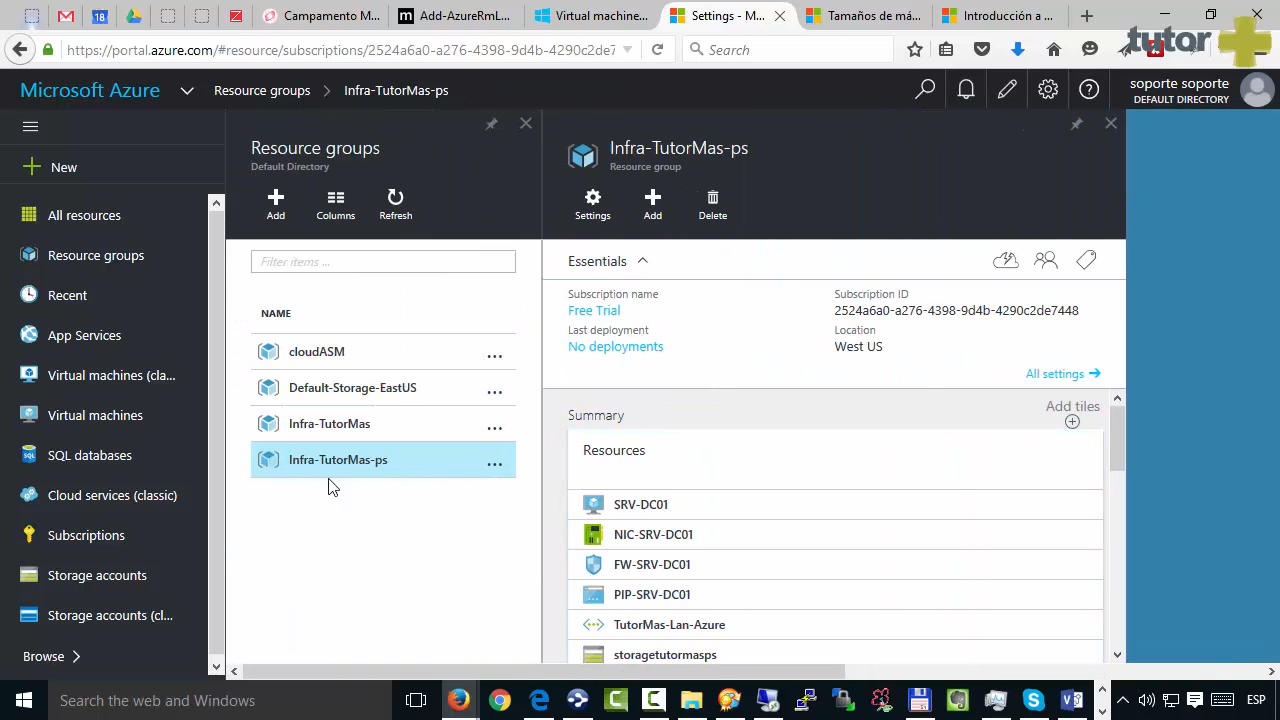 Campamento M...
Add-AzureRmL...
Virtual machine...
Settings - M...
Tamaños de má...
Introducción a ...
https://portal.azure.com/#resource/subscriptions/2524a6a0-a276-4398-9d4b-4290c2de7
Search
tutor
Microsoft Azure
Resource groups
Infra-TutorMas-ps
soporte soporte
DEFAULT DIRECTORY
New
All resources
Resource groups
Recent
App Services
Virtual machines (cla...
Virtual machines
SQL databases
Cloud services (classic)
Subscriptions
Storage accounts
Storage accounts (cl...
Browse
Resource groups
Default Directory
Add
Columns
Refresh
Filter items ...
NAME
cloudASM
...
Default-Storage-EastUS
...
Infra-TutorMas
...
Infra-TutorMas-ps
...
Infra-TutorMas-ps
Resource group
Settings
Add
Delete
Essentials
Subscription name
Free Trial
Subscription ID
2524a6a0-a276-4398-9d4b-4290c2de7448
Last deployment
No deployments
Location
West US
All settings
Add tiles
Summary
Resources
SRV-DC01
NIC-SRV-DC01
FW-SRV-DC01
PIP-SRV-DC01
TutorMas-Lan-Azure
storagetutormasps
Search the web and Windows
ESP